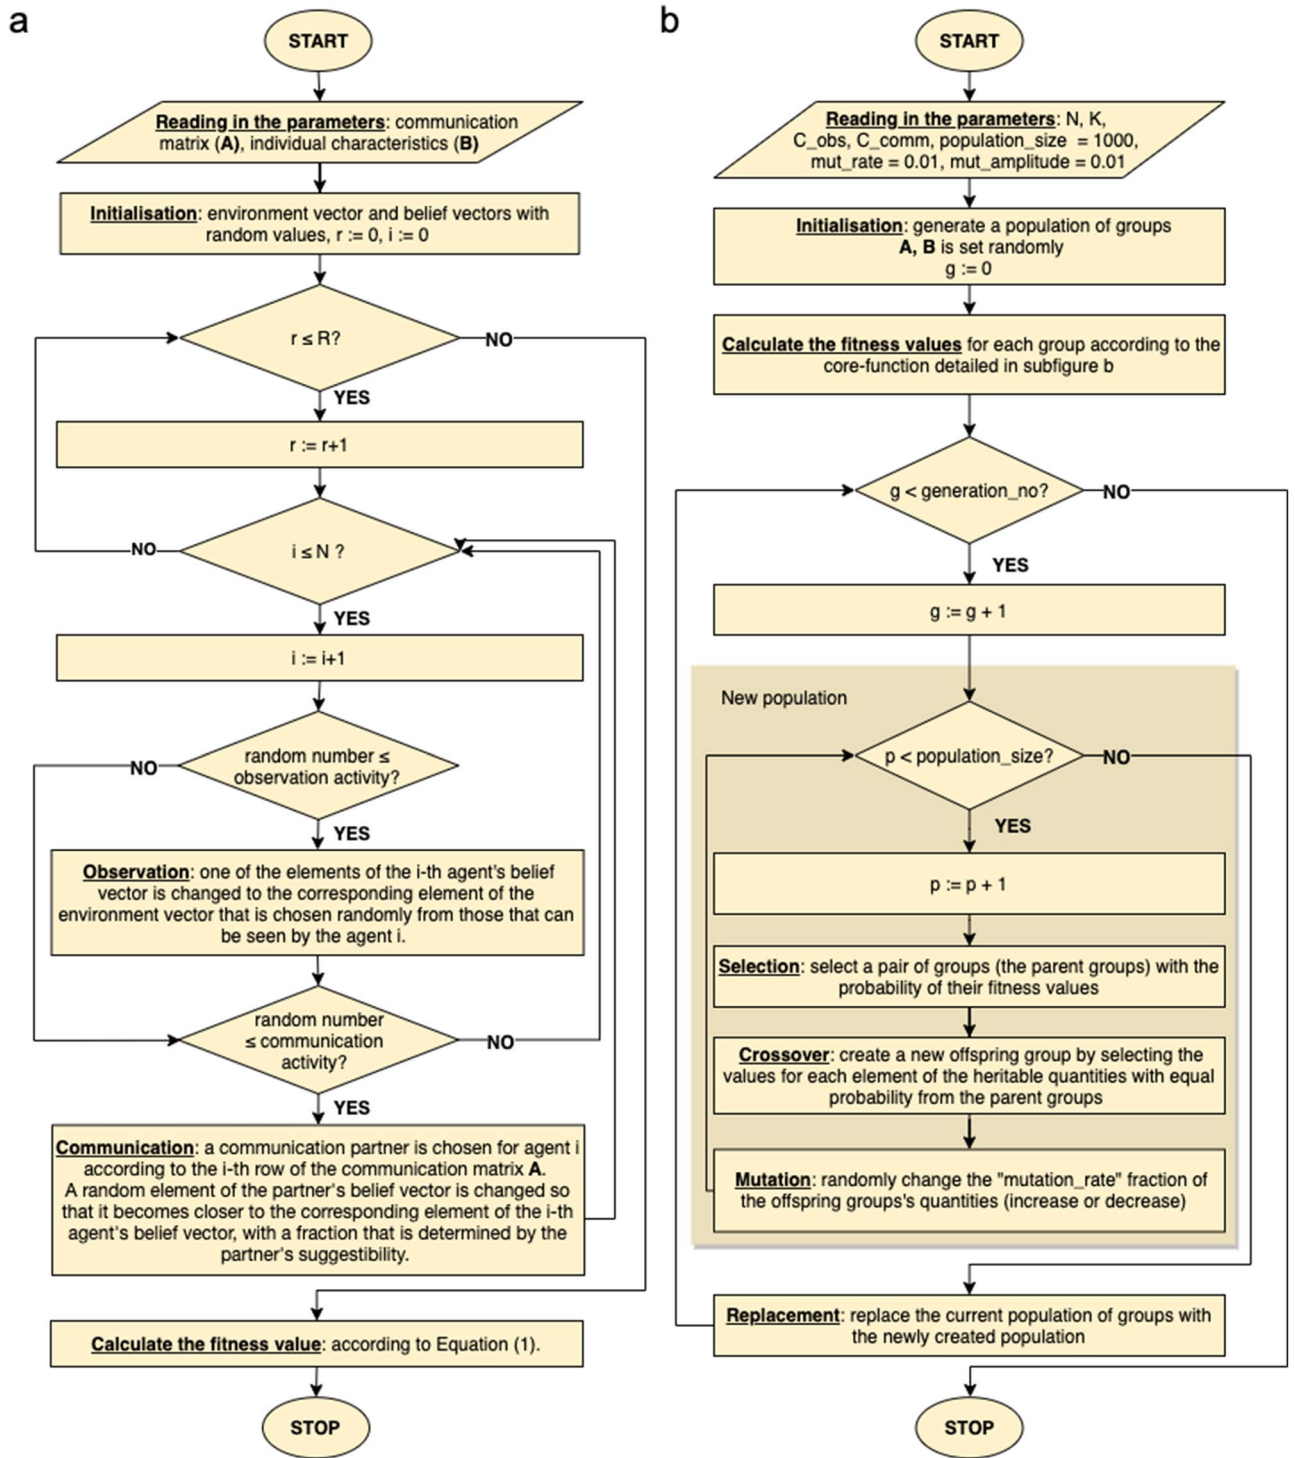 a
START
Reading in the parameters: communication
matrix (A), individual characteristics (B)
Initialisation: environment vector and belief vectors with
random values, r := 0, i := 0
r ≤ R?
NO
YES
r := r+1
i ≤ N ?
NO
YES
i := i+1
random number ≤
observation activity?
NO
YES
Observation: one of the elements of the i-th agent's belief
vector is changed to the corresponding element of the
environment vector that is chosen randomly from those that can
be seen by the agent i.
random number
≤ communication
activity?
NO
YES
Communication: a communication partner is chosen for agent i
according to the i-th row of the communication matrix A.
A random element of the partner's belief vector is changed so
that it becomes closer to the corresponding element of the i-th
agent's belief vector, with a fraction that is determined by the
partner's suggestibility.
Calculate the fitness value: according to Equation (1).
STOP
b
START
Reading in the parameters: N, K,
C_obs, C_comm, population_size = 1000,
mut_rate = 0.01, mut_amplitude = 0.01
Initialisation: generate a population of groups
A, B is set randomly
g := 0
Calculate the fitness values for each group according to the
core-function detailed in subfigure b
g < generation_no?
NO
YES
g := g + 1
New population
p < population_size?
NO
YES
p := p + 1
Selection: select a pair of groups (the parent groups) with the
probability of their fitness values
Crossover: create a new offspring group by selecting the
values for each element of the heritable quantities with equal
probability from the parent groups
Mutation: randomly change the "mutation_rate" fraction of
the offspring groups's quantities (increase or decrease)
Replacement: replace the current population of groups with
the newly created population
STOP